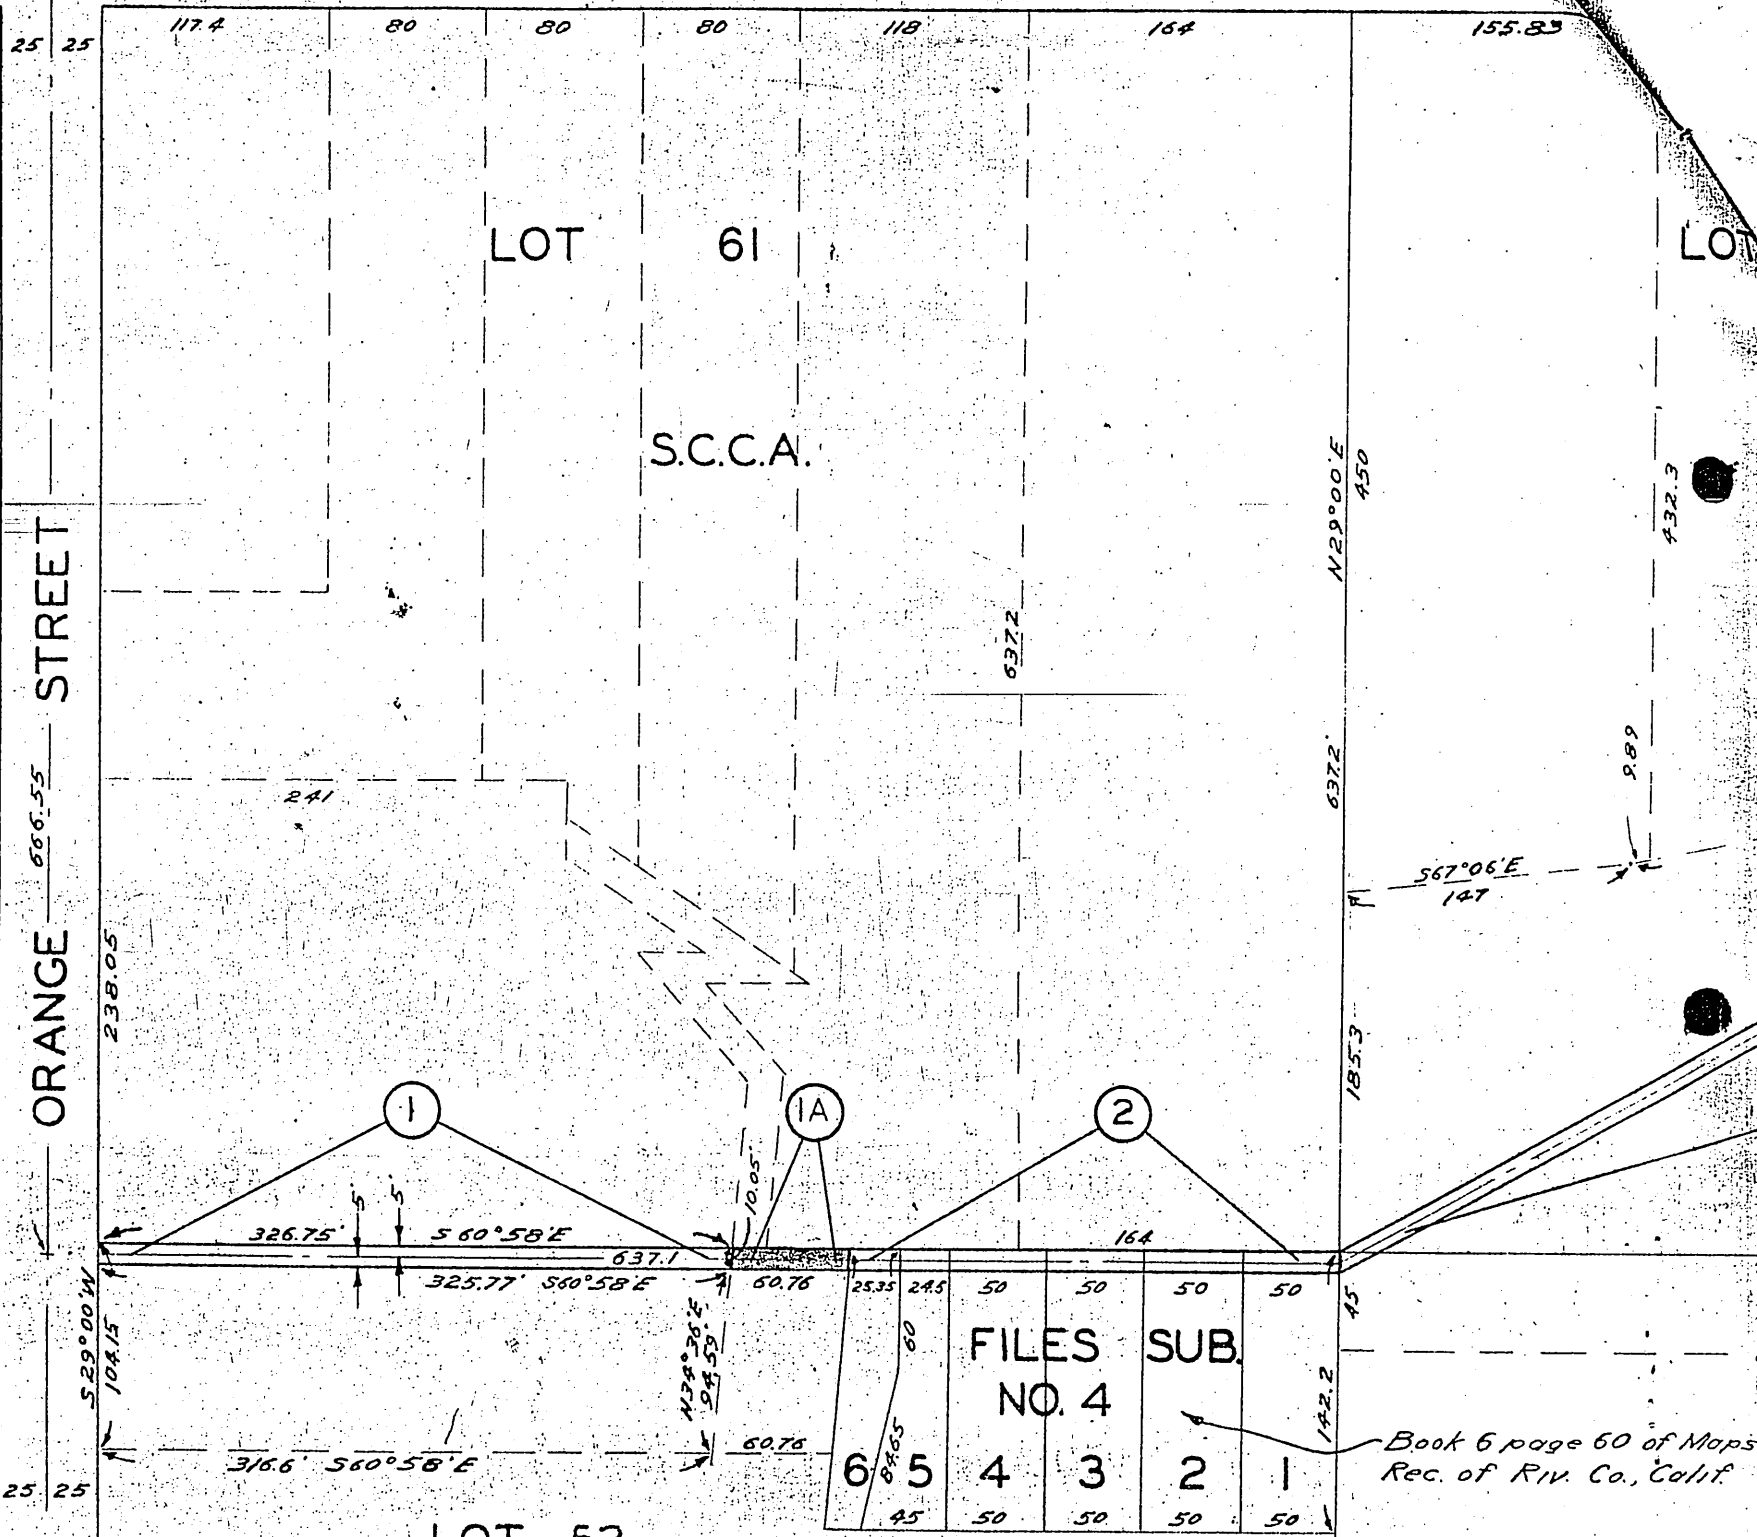 117.4 80 80 80 118 164 155.83
25 25
LOT 61
LOT
S.C.C.A.
N29°00'E
450
432.3
ORANGE STREET
666.55
637.2
637.2'
9.89
241
S67°06'E
147
238.05
185.3
1
1A
2
10.05'
5' 5'
326.75' S60°58'E
637.1
164
325.77' S60°58'E
60.76
25.35 24.5 50 50 50 50
45
S29°00'W
104.15
N34°36'E
94.59'
60
FILES SUB.
NO. 4
142.2
316.6' S60°58'E
60.76
84.65
6 5 4 3 2 1
Book 6 page 60 of Maps
Rec. of Riv. Co., Calif.
25 25
45 50 50 50 50
LOT 52